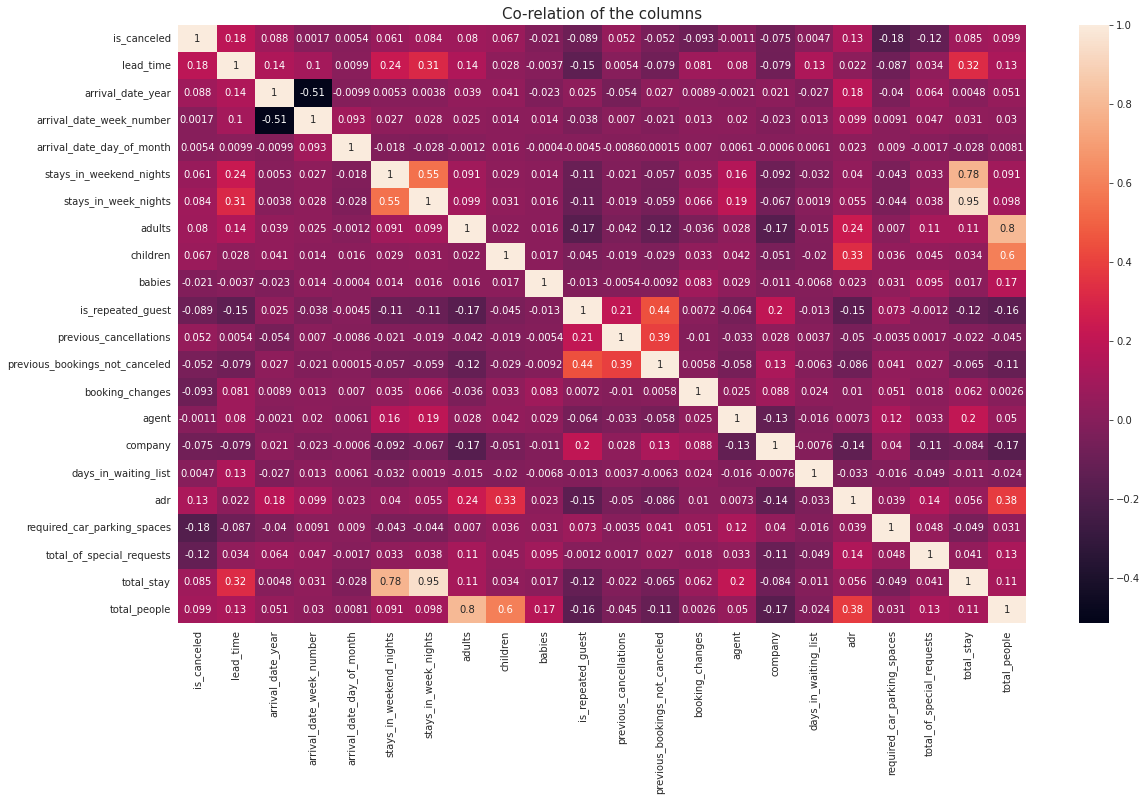 Co-relation of the columns
is_canceled 1 0.18 0.088 0.0017 0.0054 0.061 0.084 0.08 0.067 -0.021 -0.089 0.052 -0.052 -0.093 -0.0011 -0.075 0.0047 0.13 -0.18 -0.12 0.085 0.099
lead_time 0.18 1 0.14 0.1 0.0099 0.24 0.31 0.14 0.028 -0.0037 -0.15 0.0054 -0.079 0.081 0.08 -0.079 0.13 0.022 -0.087 0.034 0.32 0.13
arrival_date_year 0.088 0.14 1 -0.51 -0.0099 0.0053 0.0038 0.039 0.041 -0.023 0.025 -0.054 0.027 0.0089 -0.0021 0.021 -0.027 0.18 -0.04 0.064 0.0048 0.051
arrival_date_week_number 0.0017 0.1 -0.51 1 0.093 0.027 0.028 0.025 0.014 0.014 -0.038 0.007 -0.021 0.013 0.02 -0.023 0.013 0.099 0.0091 0.047 0.031 0.03
arrival_date_day_of_month 0.0054 0.0099 -0.0099 0.093 1 -0.018 -0.028 -0.0012 0.016 -0.0004 -0.0045 -0.0086 0.00015 0.007 0.0061 -0.0006 0.0061 0.023 0.009 -0.0017 -0.028 0.0081
stays_in_weekend_nights 0.061 0.24 0.0053 0.027 -0.018 1 0.55 0.091 0.029 0.014 -0.11 -0.021 -0.057 0.035 0.16 -0.092 -0.032 0.04 -0.043 0.033 0.78 0.091
stays_in_week_nights 0.084 0.31 0.0038 0.028 -0.028 0.55 1 0.099 0.031 0.016 -0.11 -0.019 -0.059 0.066 0.19 -0.067 0.0019 0.055 -0.044 0.038 0.95 0.098
adults 0.08 0.14 0.039 0.025 -0.0012 0.091 0.099 1 0.022 0.016 -0.17 -0.042 -0.12 -0.036 0.028 -0.17 -0.015 0.24 0.007 0.11 0.11 0.8
children 0.067 0.028 0.041 0.014 0.016 0.029 0.031 0.022 1 0.017 -0.045 -0.019 -0.029 0.033 0.042 -0.051 -0.02 0.33 0.036 0.045 0.034 0.6
babies -0.021 -0.0037 -0.023 0.014 -0.0004 0.014 0.016 0.016 0.017 1 -0.013 -0.0054 -0.0092 0.083 0.029 -0.011 -0.0068 0.023 0.031 0.095 0.017 0.17
is_repeated_guest -0.089 -0.15 0.025 -0.038 -0.0045 -0.11 -0.11 -0.17 -0.045 -0.013 1 0.21 0.44 0.0072 -0.064 0.2 -0.013 -0.15 0.073 -0.0012 -0.12 -0.16
previous_cancellations 0.052 0.0054 -0.054 0.007 -0.0086 -0.021 -0.019 -0.042 -0.019 -0.0054 0.21 1 0.39 -0.01 -0.033 0.028 0.0037 -0.05 -0.0035 0.0017 -0.022 -0.045
previous_bookings_not_canceled -0.052 -0.079 0.027 -0.021 0.00015 -0.057 -0.059 -0.12 -0.029 -0.0092 0.44 0.39 1 0.0058 -0.058 0.13 -0.0063 -0.086 0.041 0.027 -0.065 -0.11
booking_changes -0.093 0.081 0.0089 0.013 0.007 0.035 0.066 -0.036 0.033 0.083 0.0072 -0.01 0.0058 1 0.025 0.088 0.024 0.01 0.051 0.018 0.062 0.0026
agent -0.0011 0.08 -0.0021 0.02 0.0061 0.16 0.19 0.028 0.042 0.029 -0.064 -0.033 -0.058 0.025 1 -0.13 -0.016 0.0073 0.12 0.033 0.2 0.05
company -0.075 -0.079 0.021 -0.023 -0.0006 -0.092 -0.067 -0.17 -0.051 -0.011 0.2 0.028 0.13 0.088 -0.13 1 -0.0076 -0.14 0.04 -0.11 -0.084 -0.17
days_in_waiting_list 0.0047 0.13 -0.027 0.013 0.0061 -0.032 0.0019 -0.015 -0.02 -0.0068 -0.013 0.0037 -0.0063 0.024 -0.016 -0.0076 1 -0.033 -0.016 -0.049 -0.011 -0.024
adr 0.13 0.022 0.18 0.099 0.023 0.04 0.055 0.24 0.33 0.023 -0.15 -0.05 -0.086 0.01 0.0073 -0.14 -0.033 1 0.039 0.14 0.056 0.38
required_car_parking_spaces -0.18 -0.087 -0.04 0.0091 0.009 -0.043 -0.044 0.007 0.036 0.031 0.073 -0.0035 0.041 0.051 0.12 0.04 -0.016 0.039 1 0.048 -0.049 0.031
total_of_special_requests -0.12 0.034 0.064 0.047 -0.0017 0.033 0.038 0.11 0.045 0.095 -0.0012 0.0017 0.027 0.018 0.033 -0.11 -0.049 0.14 0.048 1 0.041 0.13
total_stay 0.085 0.32 0.0048 0.031 -0.028 0.78 0.95 0.11 0.034 0.017 -0.12 -0.022 -0.065 0.062 0.2 -0.084 -0.011 0.056 -0.049 0.041 1 0.11
total_people 0.099 0.13 0.051 0.03 0.0081 0.091 0.098 0.8 0.6 0.17 -0.16 -0.045 -0.11 0.0026 0.05 -0.17 -0.024 0.38 0.031 0.13 0.11 1
is_canceled
lead_time
arrival_date_year
arrival_date_week_number
arrival_date_day_of_month
stays_in_weekend_nights
stays_in_week_nights
adults
children
babies
is_repeated_guest
previous_cancellations
previous_bookings_not_canceled
booking_changes
agent
company
days_in_waiting_list
adr
required_car_parking_spaces
total_of_special_requests
total_stay
total_people
1.0
0.8
0.6
0.4
0.2
0.0
-0.2
-0.4